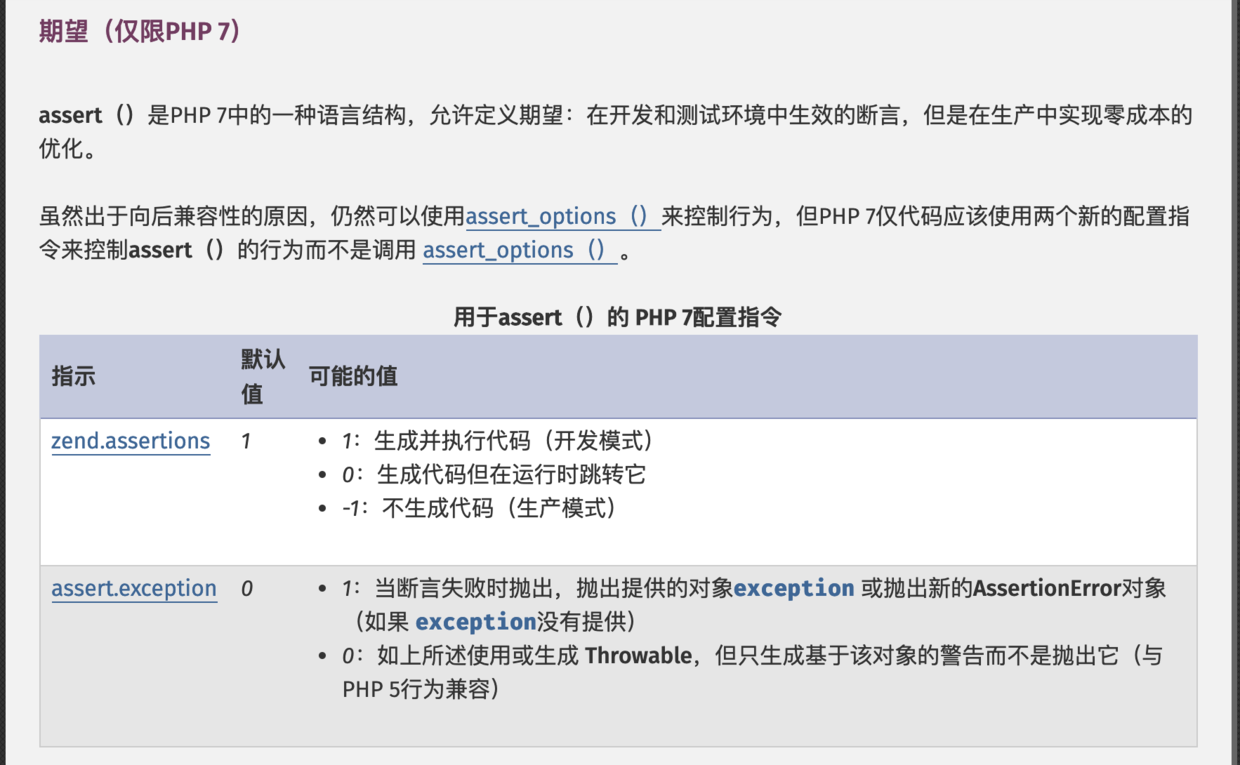 期望（仅限PHP 7）
assert（）是PHP 7中的一种语言结构，允许定义期望：在开发和测试环境中生效的断言，但是在生产中实现零成本的
优化。
虽然出于向后兼容性的原因，仍然可以使用assert_options（）来控制行为，但PHP 7仅代码应该使用两个新的配置指
令来控制assert（）的行为而不是调用 assert_options（）。
用于assert（）的 PHP 7配置指令
指示
默认
值
可能的值
zend.assertions
1
• 1：生成并执行代码（开发模式）
• 0：生成代码但在运行时跳转它
• -1：不生成代码（生产模式）
assert.exception
0
• 1：当断言失败时抛出，抛出提供的对象exception 或抛出新的AssertionError对象
（如果 exception没有提供）
• 0：如上所述使用或生成 Throwable，但只生成基于该对象的警告而不是抛出它（与
PHP 5行为兼容）